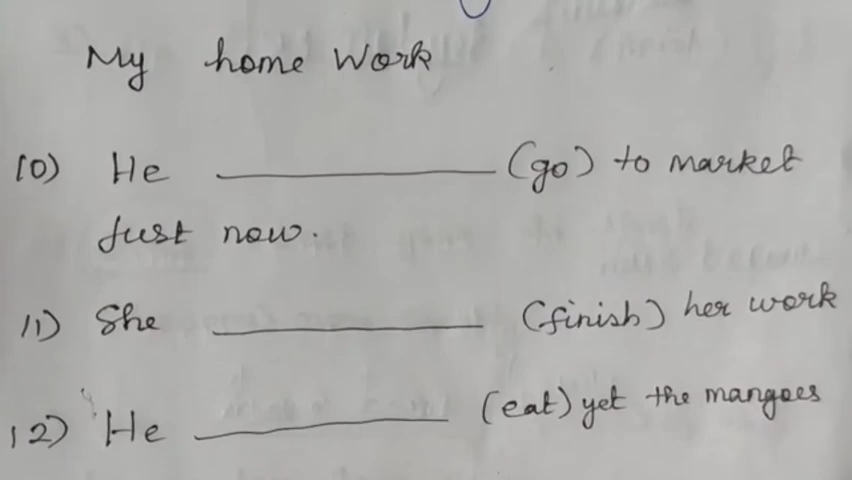 My home work
10) He ____________ (go) to market
Just now.
11) She ____________ (finish) her work
12) He ____________ (eat) yet the mangoes